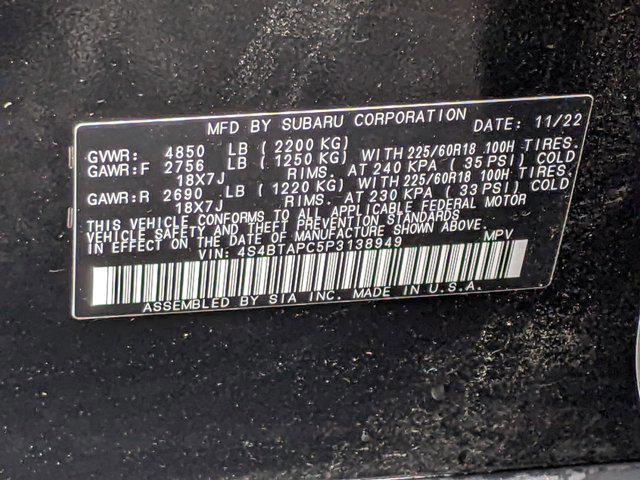 MFD BY SUBARU CORPORATION DATE: 11/22
GVWR: 4850 LB (2200 KG)
GAWR:F 2756 LB (1250 KG) WITH 225/60R18 100H TIRES.
18X7J RIMS. AT 240 KPA (35 PSI) COLD
GAWR:R 2690 LB (1220 KG) WITH 225/60R18 100H TIRES.
18X7J RIMS. AT 230 KPA (33 PSI) COLD
THIS VEHICLE CONFORMS TO ALL APPLICABLE FEDERAL MOTOR
VEHICLE SAFETY AND THEFT PREVENTION STANDARDS
IN EFFECT ON THE DATE OF MANUFACTURE SHOWN ABOVE.
VIN: 4S4BTAPC5P3138949 MPV
ASSEMBLED BY SIA INC. MADE IN U.S.A.